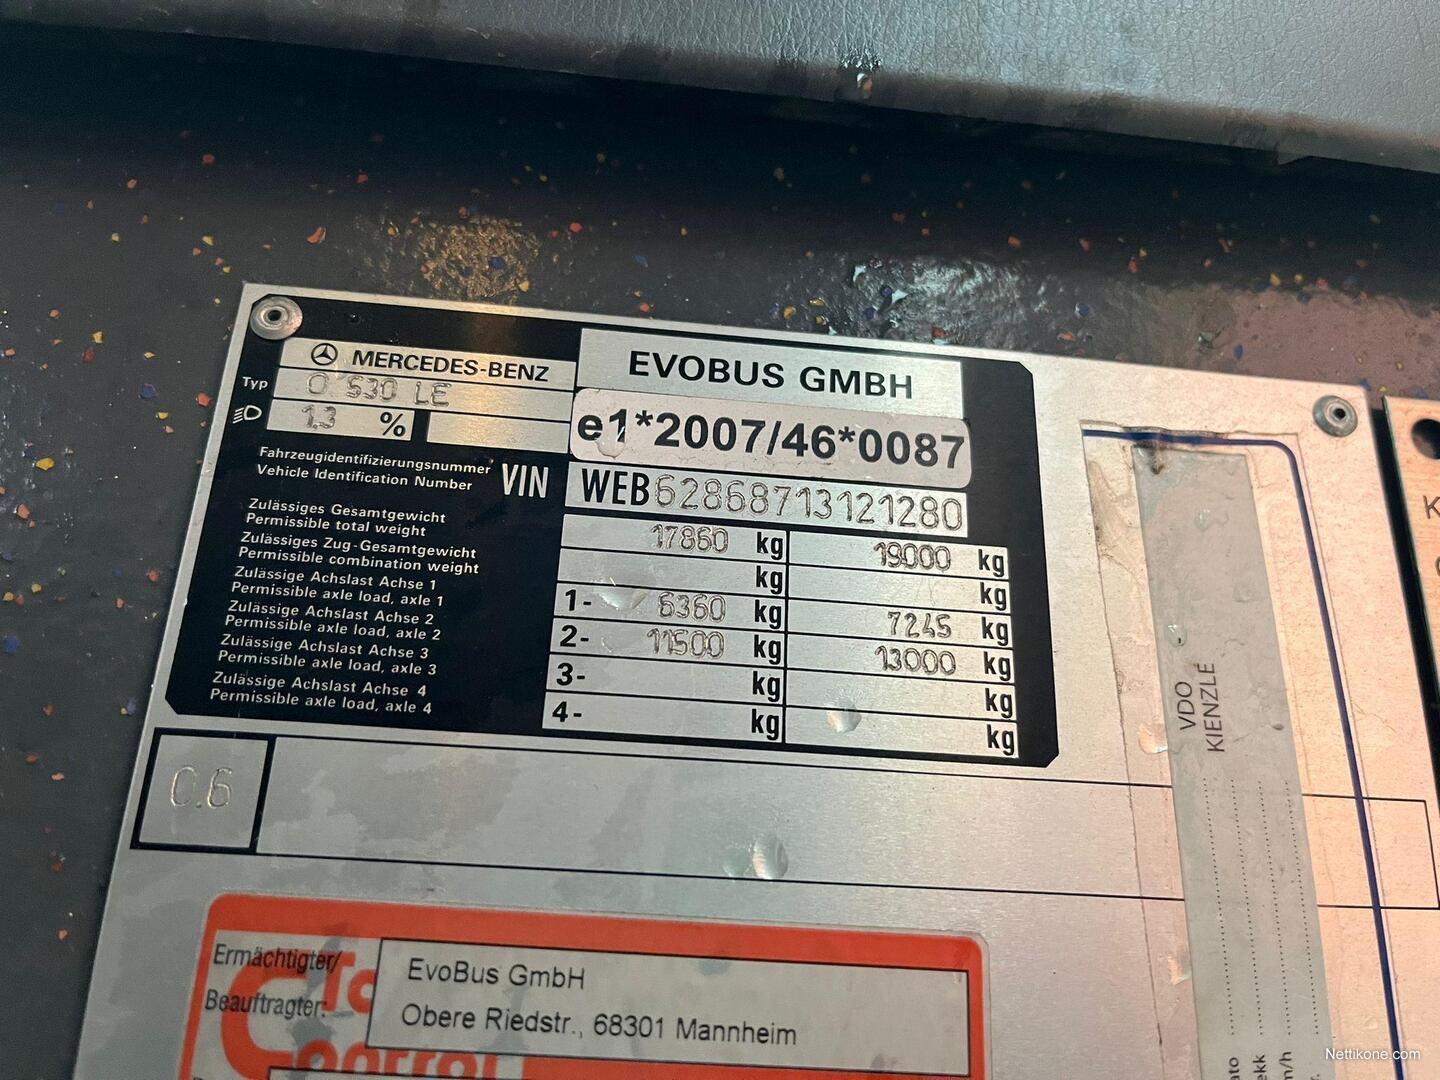 MERCEDES-BENZ
EVOBUS GMBH
Typ O 530 LE
1.3 %
e1*2007/46*0087
Fahrzeugidentifizierungsnummer
Vehicle Identification Number
VIN WEB62868713121280
Zulässiges Gesamtgewicht
Permissible total weight
17860 kg 19000 kg
Zulässiges Zug-Gesamtgewicht
Permissible combination weight
kg kg
Zulässige Achslast Achse 1
Permissible axle load, axle 1
1- 6360 kg 7245 kg
Zulässige Achslast Achse 2
Permissible axle load, axle 2
2- 11500 kg 13000 kg
Zulässige Achslast Achse 3
Permissible axle load, axle 3
3- kg kg
Zulässige Achslast Achse 4
Permissible axle load, axle 4
4- kg kg
0.6
VDO
KIENZLE
Ermächtigter/
Beauftragter:
EvoBus GmbH
Obere Riedstr., 68301 Mannheim
Control
Nettikone.com